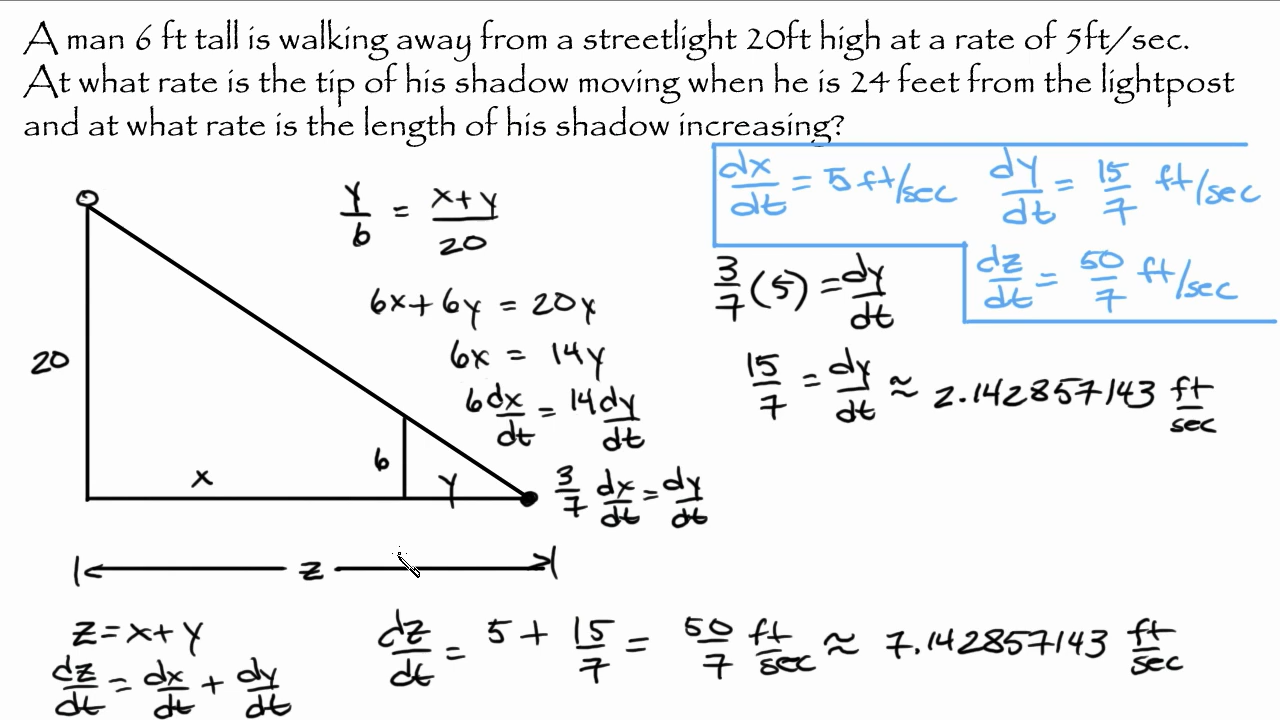 A man 6 ft tall is walking away from a streetlight 20ft high at a rate of 5ft/sec.
At what rate is the tip of his shadow moving when he is 24 feet from the lightpost
and at what rate is the length of his shadow increasing?
dx/dt = 5 ft/sec dy/dt = 15/7 ft/sec
dz/dt = 50/7 ft/sec
y/6 = x+y/20
6x+6y = 20y
6x = 14y
6dx/dt = 14dy/dt
3/7 dx/dt = dy/dt
3/7 (5) = dy/dt
15/7 = dy/dt ≈ 2.142857143 ft/sec
20
x
6
y
z
z=x+y
dz/dt = dx/dt + dy/dt
dz/dt = 5 + 15/7 = 50/7 ft/sec ≈ 7.142857143 ft/sec